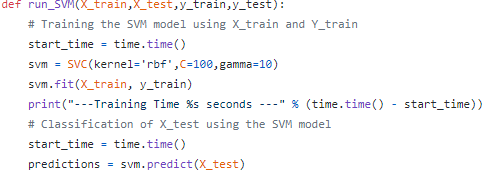 def run_SVM(X_train,X_test,y_train,y_test):
    # Training the SVM model using X_train and Y_train
    start_time = time.time()
    svm = SVC(kernel='rbf',C=100,gamma=10)
    svm.fit(X_train, y_train)
    print("---Training Time %s seconds ---" % (time.time() - start_time))
    # Classification of X_test using the SVM model
    start_time = time.time()
    predictions = svm.predict(X_test)